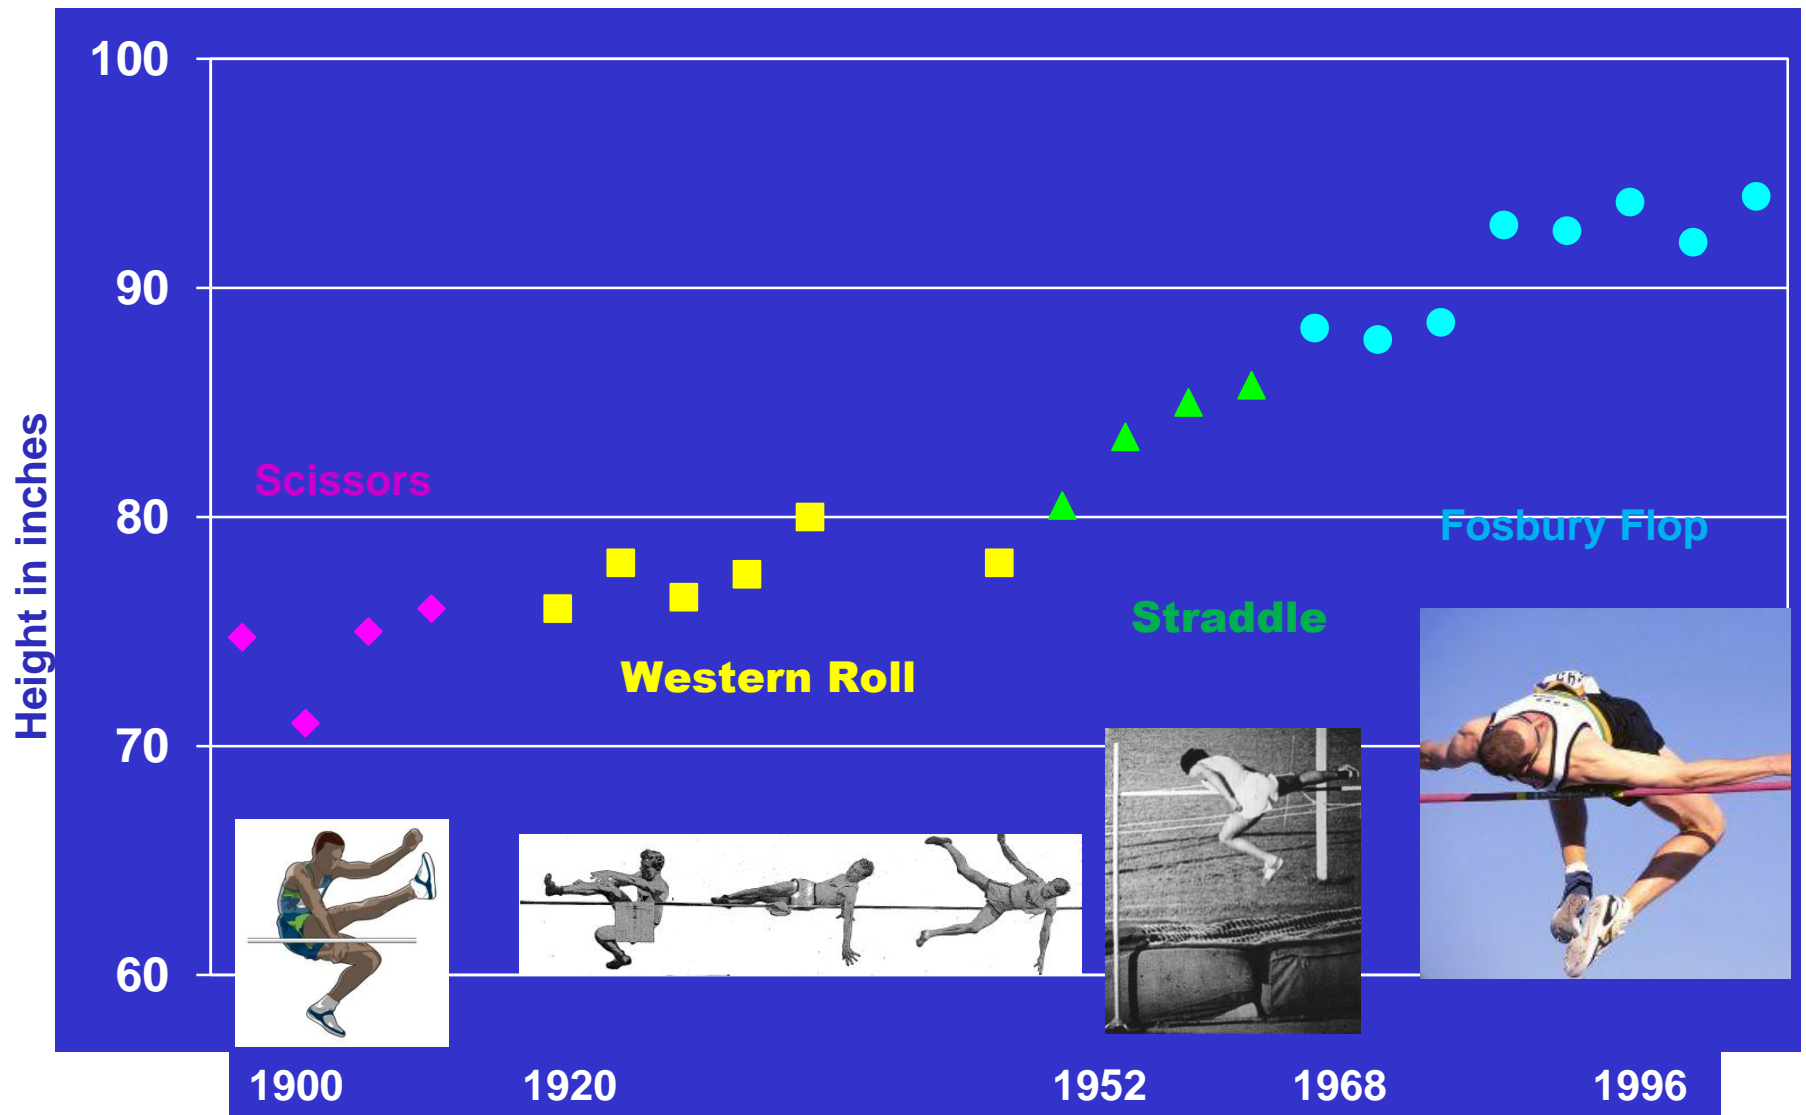 100
90
80
70
60
Height in inches
Scissors
Western Roll
Straddle
Fosbury Flop
1900
1920
1952
1968
1996